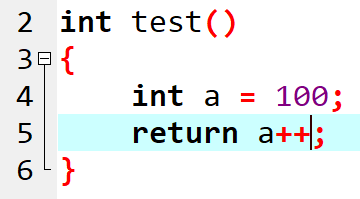 2 int test()
3 {
4     int a = 100;
5     return a++;
6 }